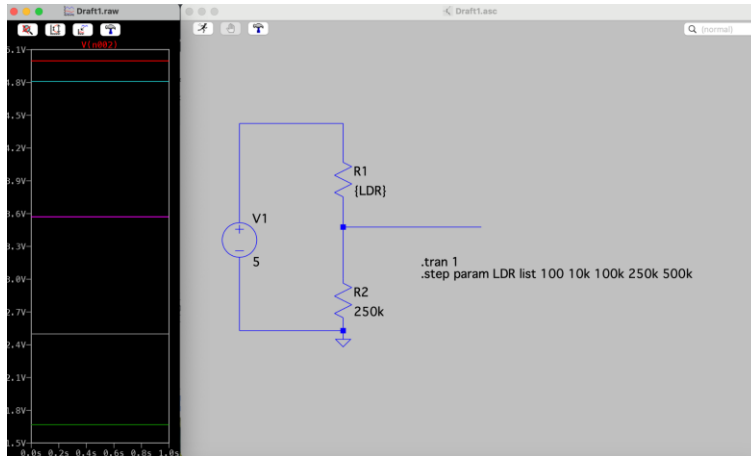 Draft1.raw
Draft1.asc
(normal)
V(n002)
5.1V
4.8V
4.5V
4.2V
3.9V
3.6V
3.3V
3.0V
2.7V
2.4V
2.1V
1.8V
1.5V
0.0s 0.2s 0.4s 0.6s 0.8s 1.0s
R1
{LDR}
V1
+
−
5
.tran 1
.step param LDR list 100 10k 100k 250k 500k
R2
250k